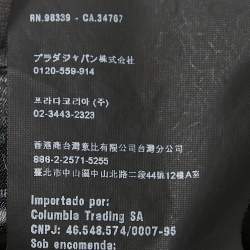 RN.98339 - CA.34767
プラダジャパン株式会社
0120-559-914
프라다코리아 (주)
02-3443-2323
香港商台灣意比有限公司台灣分公司
886-2-2571-5255
臺北市中山區中山北路二段44號12樓A室
Importado por:
Columbia Trading SA
CNPJ: 46.548.574/0007-95
Sob encomenda: